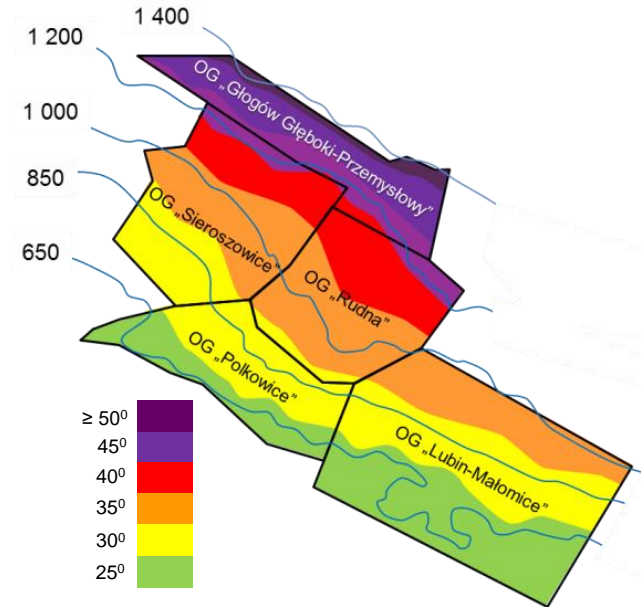 1 400
1 200
1 000
850
650
OG „Głogów Głęboki-Przemysłowy”
OG „Sieroszowice”
OG „Rudna”
OG „Polkowice”
OG „Lubin-Małomice”
≥ 50⁰
45⁰
40⁰
35⁰
30⁰
25⁰